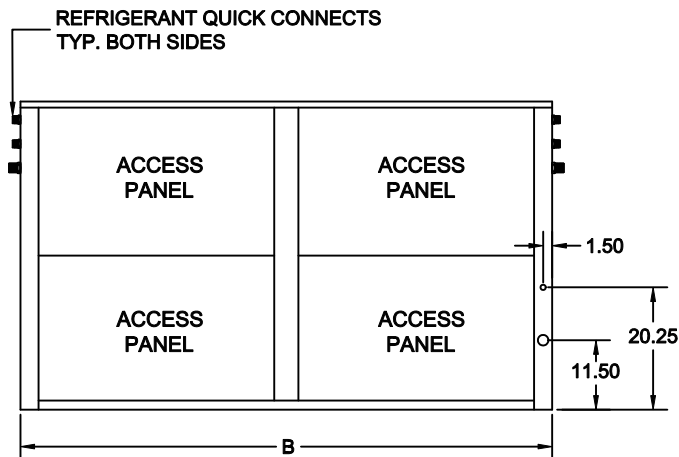 REFRIGERANT QUICK CONNECTS
TYP. BOTH SIDES
ACCESS
PANEL
ACCESS
PANEL
1.50
ACCESS
PANEL
ACCESS
PANEL
20.25
11.50
B